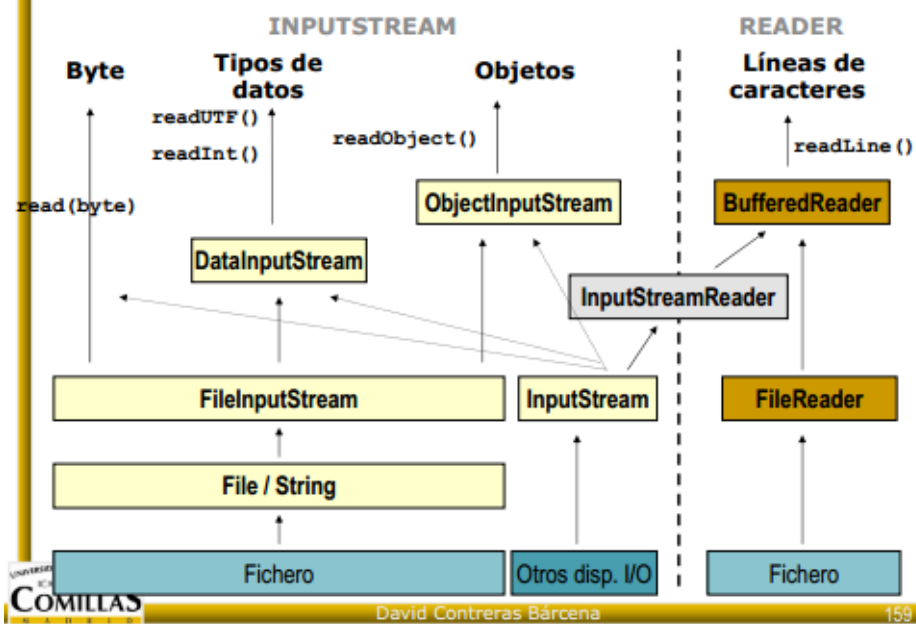 INPUTSTREAM
READER
Byte
Tipos de
datos
Objetos
Líneas de
caracteres
readUTF()
readInt()
readObject()
readLine()
read(byte)
ObjectInputStream
BufferedReader
DataInputStream
InputStreamReader
FileInputStream
InputStream
FileReader
File / String
Fichero
Otros disp. I/O
Fichero
COMILLAS
MADRID
David Contreras Bárcena
159